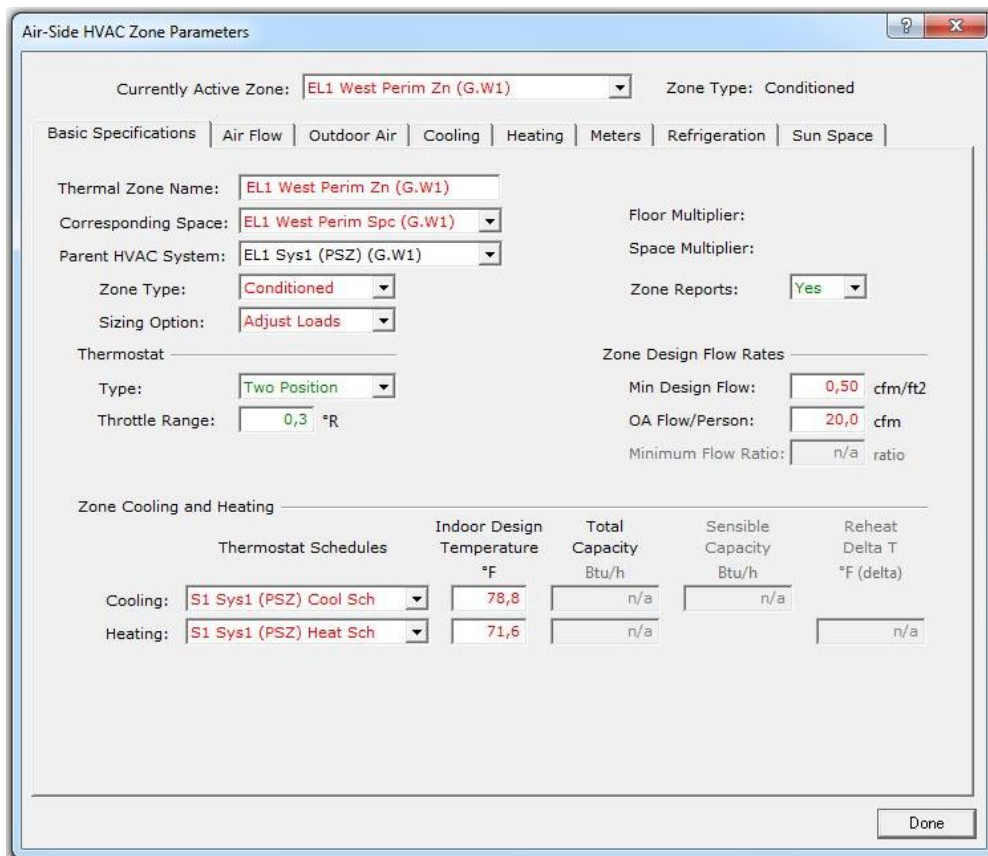 Air-Side HVAC Zone Parameters
Currently Active Zone: EL1 West Perim Zn (G.W1) Zone Type: Conditioned
Basic Specifications Air Flow Outdoor Air Cooling Heating Meters Refrigeration Sun Space
Thermal Zone Name: EL1 West Perim Zn (G.W1)
Corresponding Space: EL1 West Perim Spc (G.W1) Floor Multiplier:
Parent HVAC System: EL1 Sys1 (PSZ) (G.W1) Space Multiplier:
Zone Type: Conditioned Zone Reports: Yes
Sizing Option: Adjust Loads
Thermostat Zone Design Flow Rates
Type: Two Position Min Design Flow: 0,50 cfm/ft2
Throttle Range: 0,3 °R OA Flow/Person: 20,0 cfm
Minimum Flow Ratio: n/a ratio
Zone Cooling and Heating
Indoor Design Total Sensible Reheat
Thermostat Schedules Temperature Capacity Capacity Delta T
°F Btu/h Btu/h °F (delta)
Cooling: S1 Sys1 (PSZ) Cool Sch 78,8 n/a n/a
Heating: S1 Sys1 (PSZ) Heat Sch 71,6 n/a n/a
Done